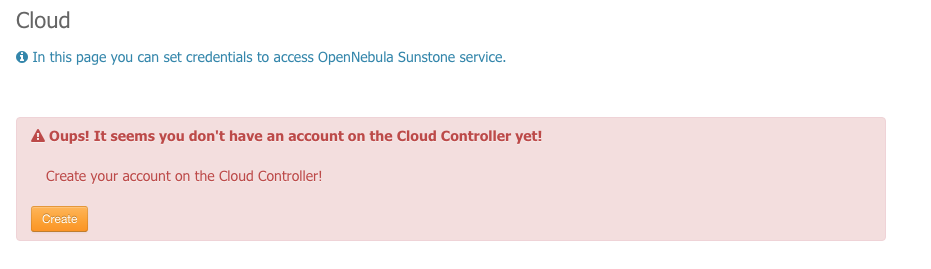 Cloud
In this page you can set credentials to access OpenNebula Sunstone service.
Oups! It seems you don't have an account on the Cloud Controller yet!
Create your account on the Cloud Controller!
Create